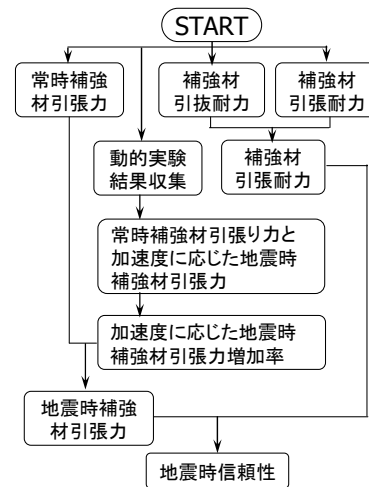 START
常時補強
材引張力
補強材
引抜耐力
補強材
引張耐力
動的実験
結果収集
補強材
引張耐力
常時補強材引張り力と
加速度に応じた地震時
補強材引張力
加速度に応じた地震時
補強材引張力増加率
地震時補強
材引張力
地震時信頼性